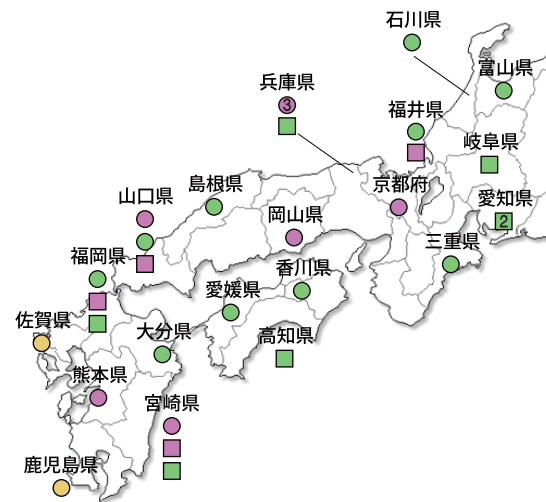 石川県
富山県
兵庫県
3
福井県
岐阜県
島根県
京都府
愛知県
2
山口県
岡山県
三重県
福岡県
香川県
愛媛県
佐賀県
大分県
高知県
熊本県
宮崎県
鹿児島県